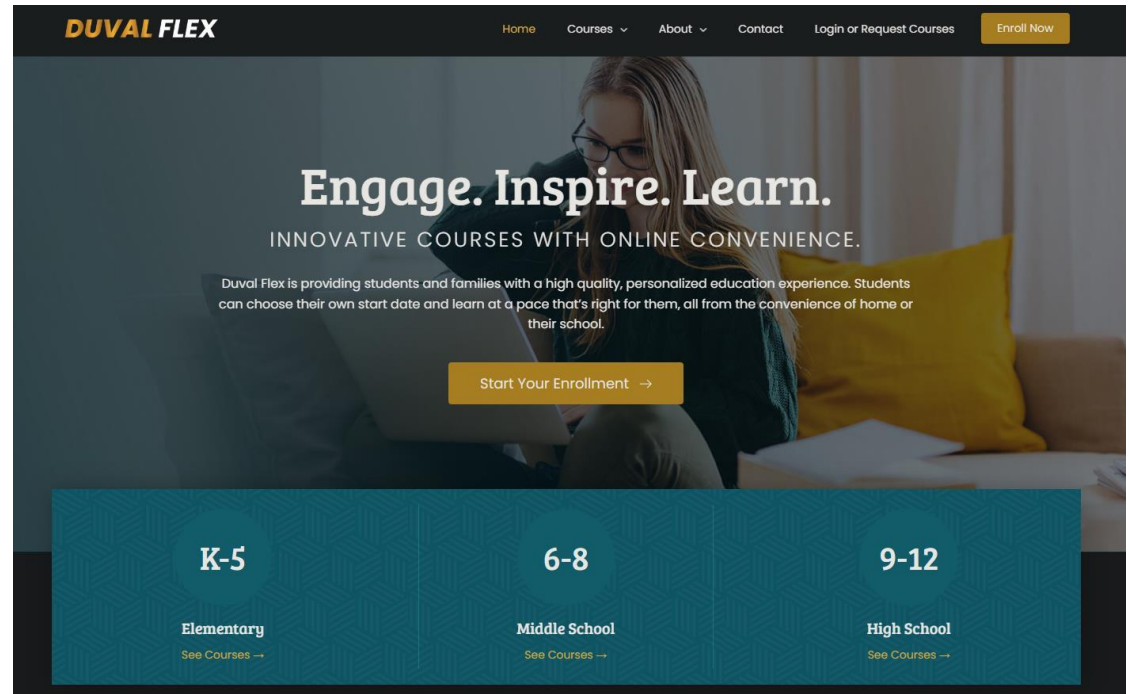 DUVAL FLEX
Home
Courses
About
Contact
Login or Request Courses
Enroll Now
Engage. Inspire. Learn.
INNOVATIVE COURSES WITH ONLINE CONVENIENCE.
Duval Flex is providing students and families with a high quality, personalized education experience. Students
can choose their own start date and learn at a pace that's right for them, all from the convenience of home or
their school.
Start Your Enrollment →
K-5
Elementary
See Courses →
6-8
Middle School
See Courses →
9-12
High School
See Courses →